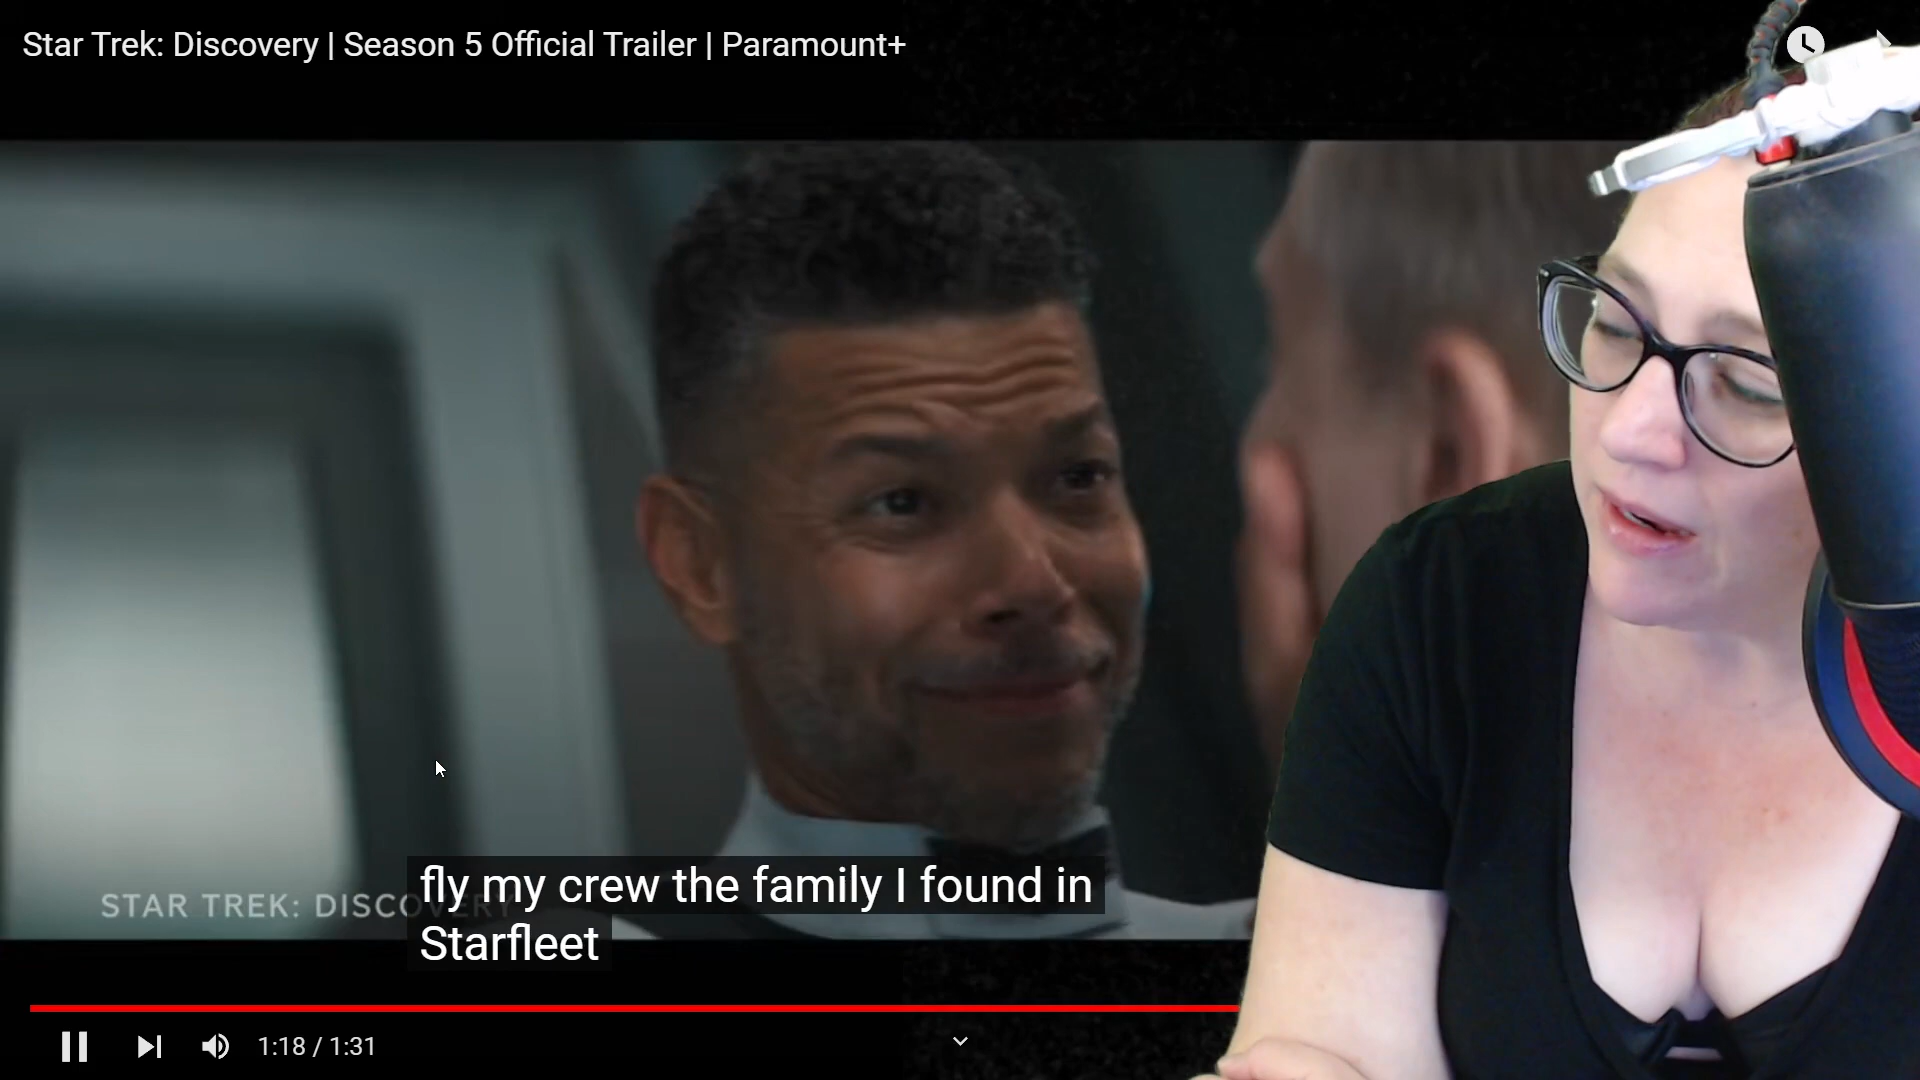 Star Trek: Discovery | Season 5 Official Trailer | Paramount+
STAR TREK: DISCOVERY
fly my crew the family I found in
Starfleet
1:18 / 1:31